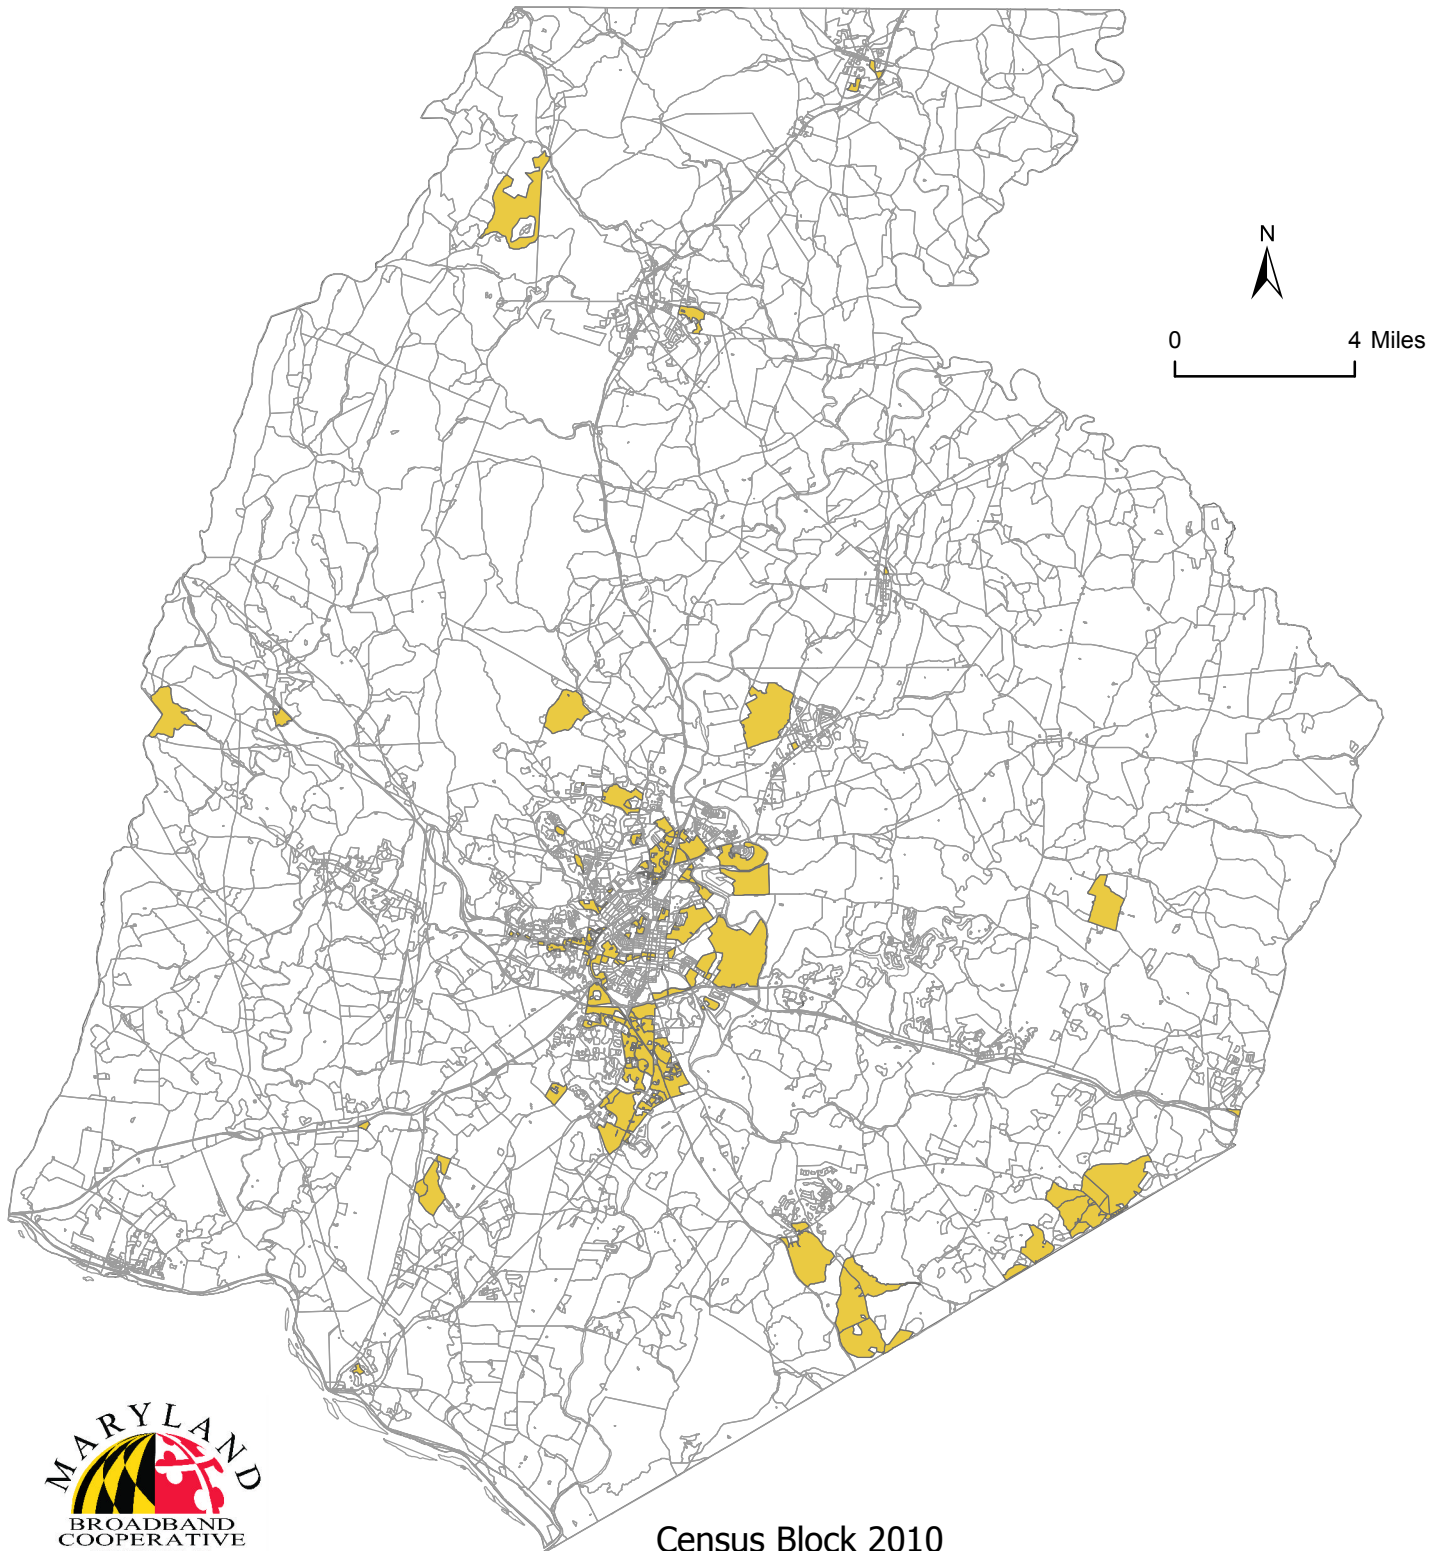 N
0 4 Miles
MARYLAND
BROADBAND
COOPERATIVE
Census Block 2010